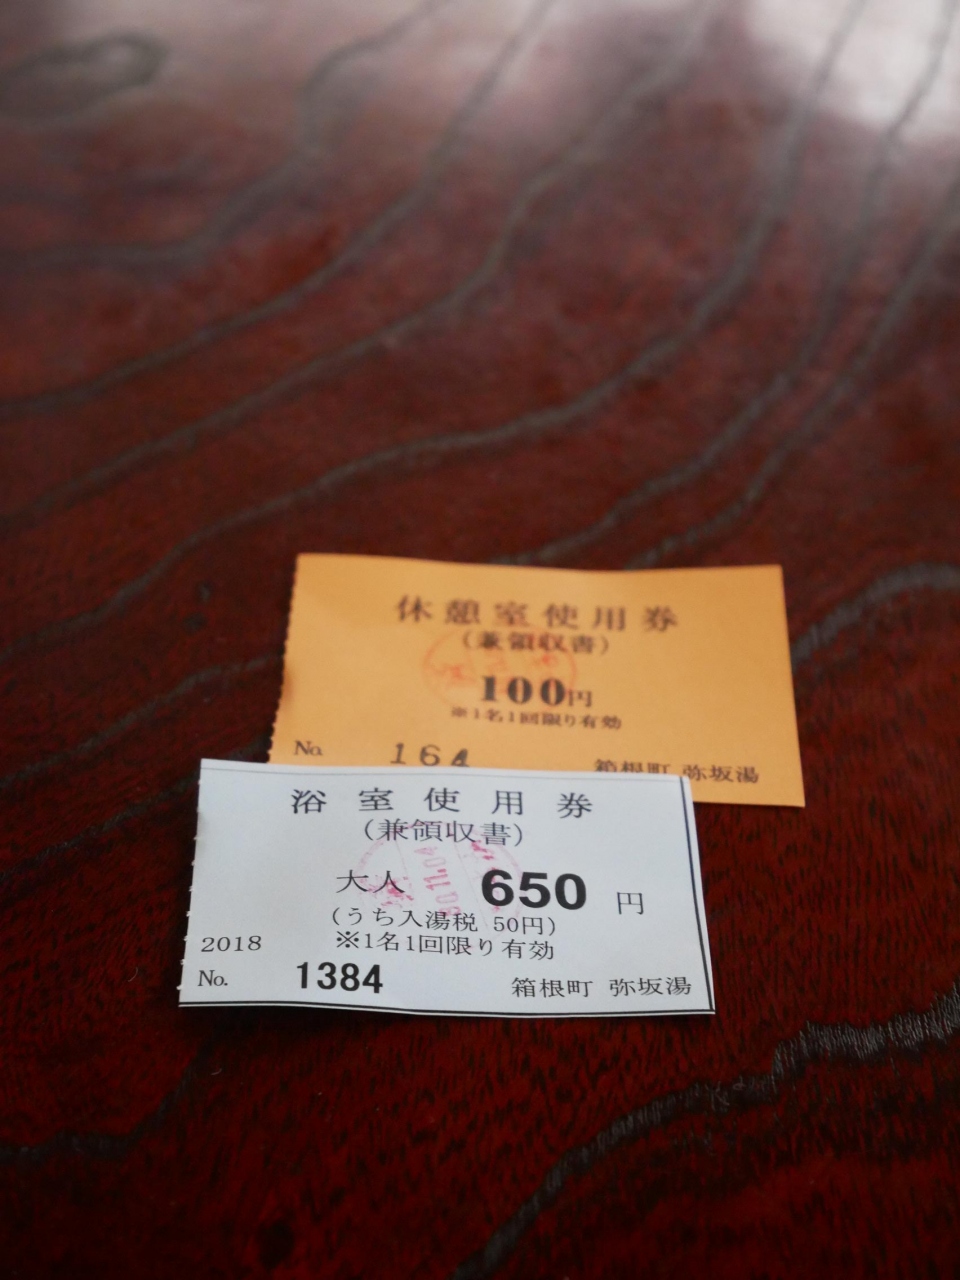 休憩室使用券
(兼領収書)
100円
※1名1回限り有効
No. 164 箱根町 弥坂湯
浴室使用券
(兼領収書)
大人 650 円
(うち入湯税 50円)
※1名1回限り有効
2018
No. 1384 箱根町 弥坂湯
11.04